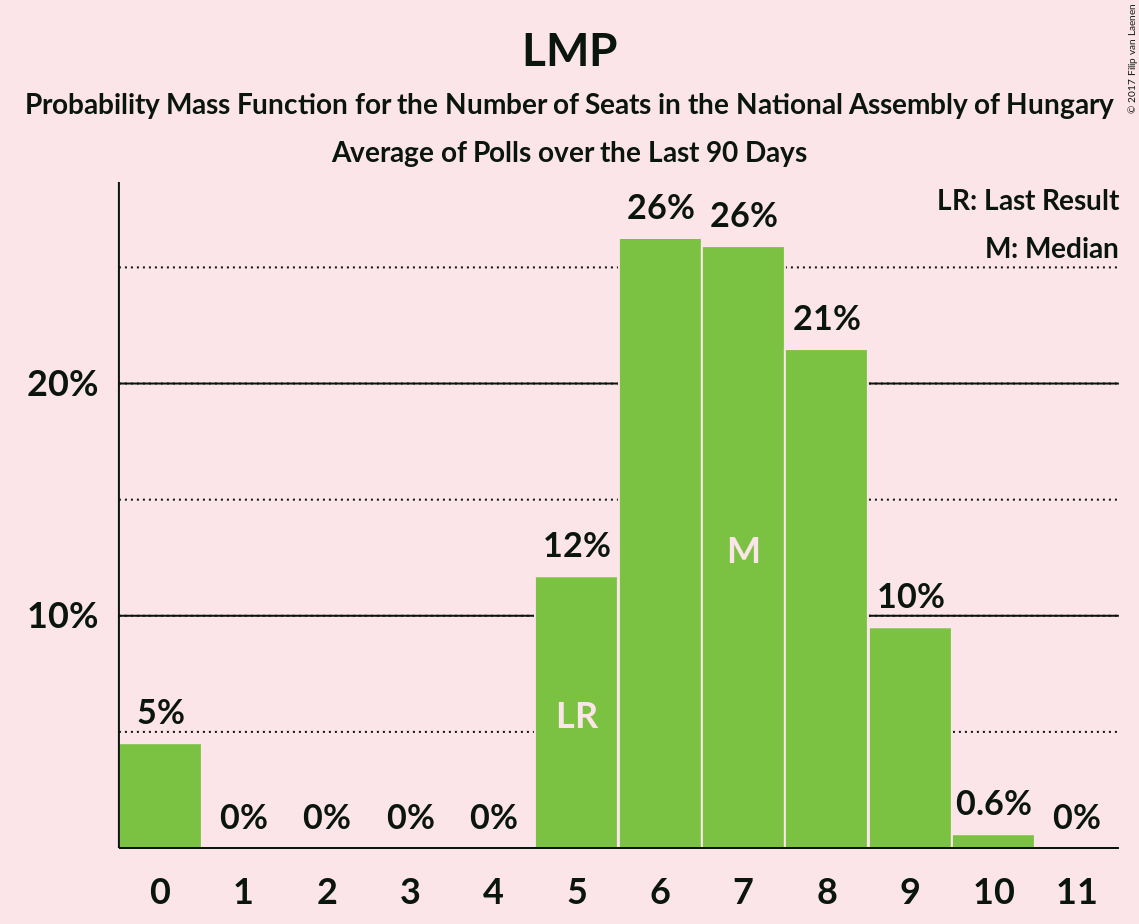 LMP
Probability Mass Function for the Number of Seats in the National Assembly of Hungary
Average of Polls over the Last 90 Days
© 2017 Filip van Laenen
LR: Last Result
M: Median
20%
10%
5%
0%
0%
0%
0%
12%
26%
26%
21%
10%
0.6%
0%
LR
M
0 1 2 3 4 5 6 7 8 9 10 11